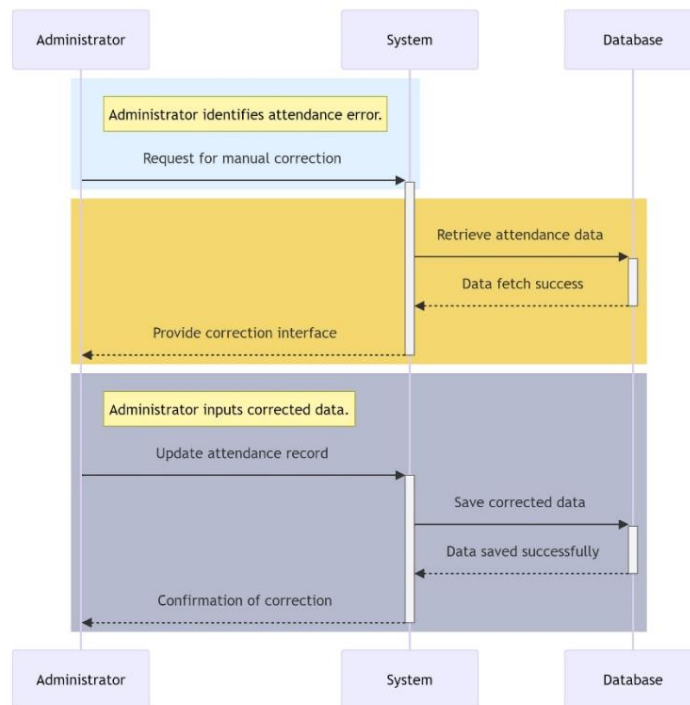 Administrator
System
Database
Administrator identifies attendance error.
Request for manual correction
Retrieve attendance data
Data fetch success
Provide correction interface
Administrator inputs corrected data.
Update attendance record
Save corrected data
Data saved successfully
Confirmation of correction
Administrator
System
Database